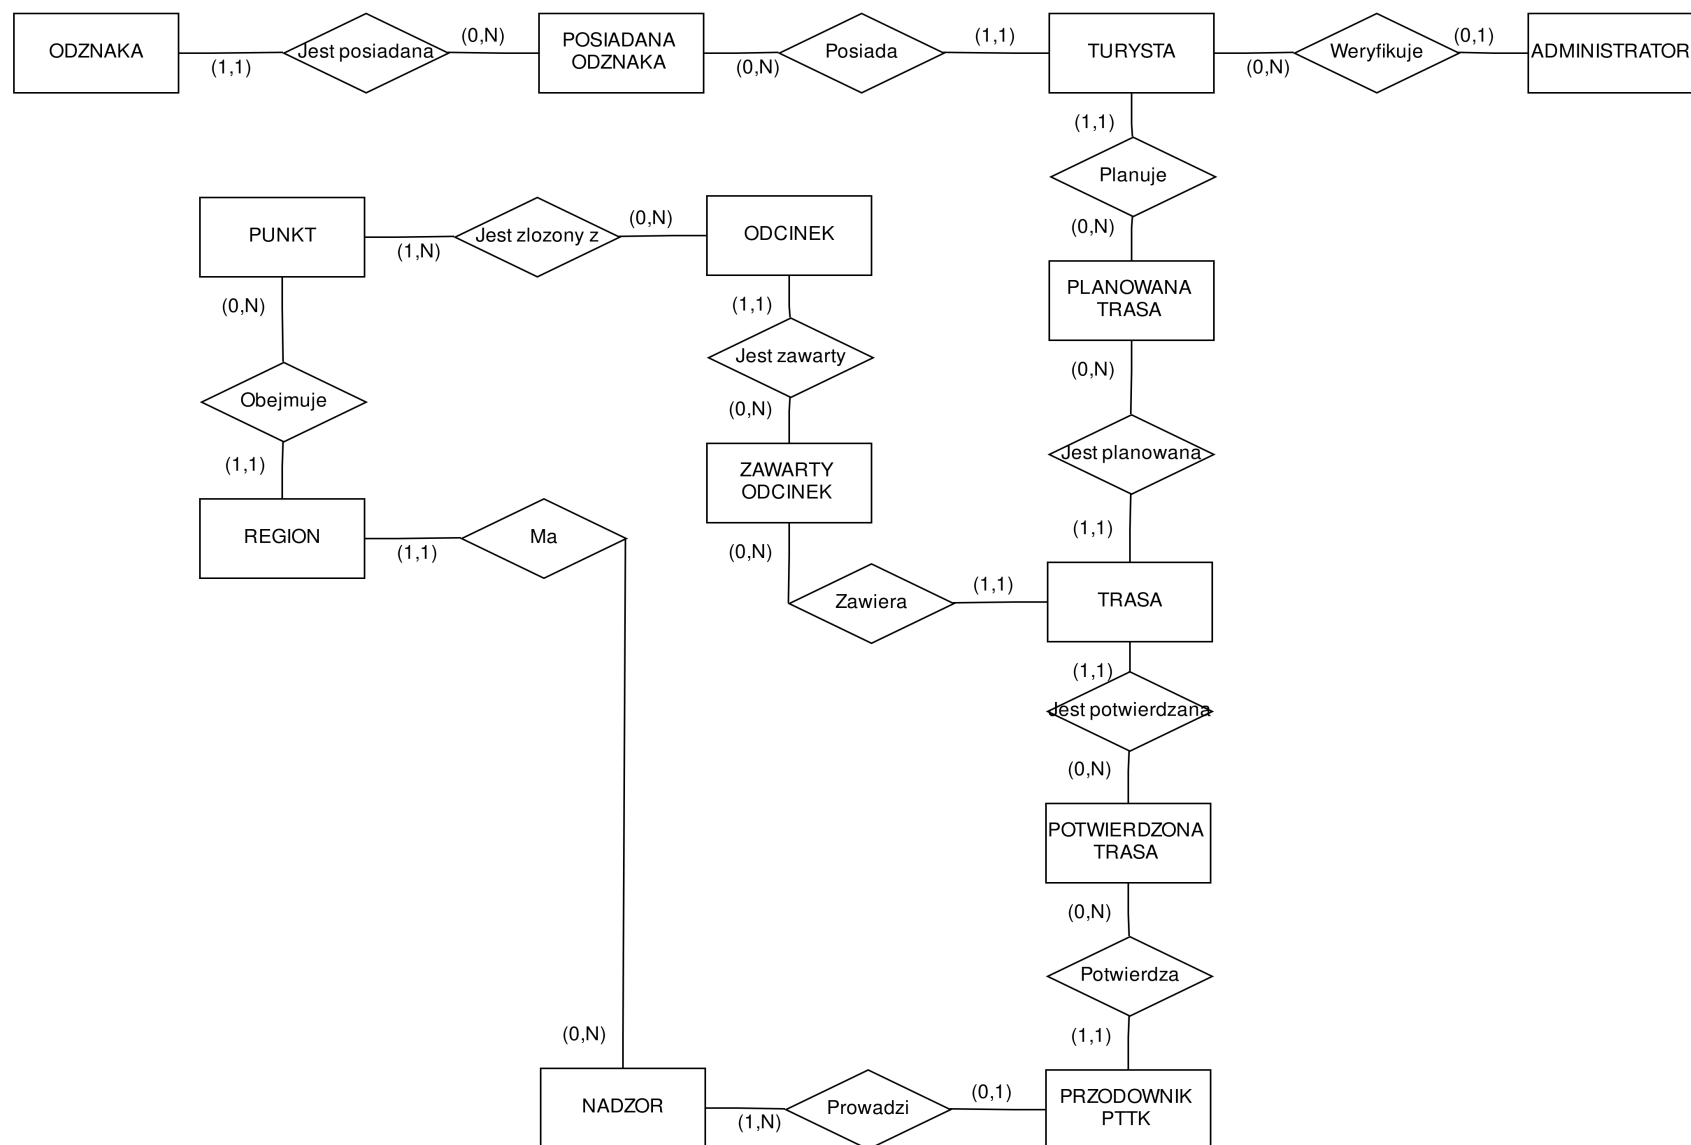 ODZNAKA
(1,1)
Jest posiadana
(0,N)
POSIADANA
ODZNAKA
(0,N)
Posiada
(1,1)
TURYSTA
(0,N)
Weryfikuje
(0,1)
ADMINISTRATOR
(1,1)
Planuje
(0,N)
PLANOWANA
TRASA
(0,N)
Jest planowana
(1,1)
PUNKT
(1,N)
Jest zlozony z
(0,N)
ODCINEK
(0,N)
Obejmuje
(1,1)
(1,1)
Jest zawarty
(0,N)
ZAWARTY
ODCINEK
(0,N)
Zawiera
(1,1)
TRASA
REGION
(1,1)
Ma
(0,N)
(1,1)
Jest potwierdzana
(0,N)
POTWIERDZONA
TRASA
(0,N)
Potwierdza
(1,1)
NADZOR
(1,N)
Prowadzi
(0,1)
PRZODOWNIK
PTTK